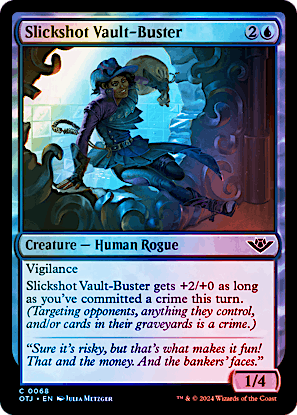 Slickshot Vault-Buster 2
Creature — Human Rogue
Vigilance
Slickshot Vault-Buster gets +2/+0 as long
as you've committed a crime this turn.
(Targeting opponents, anything they control,
and/or cards in their graveyards is a crime.)
"Sure it's risky, but that's what makes it fun!
That and the money. And the bankers' faces."
1/4
C 0068
OTJ • EN Julia Metzger
™ & © 2024 Wizards of the Coast